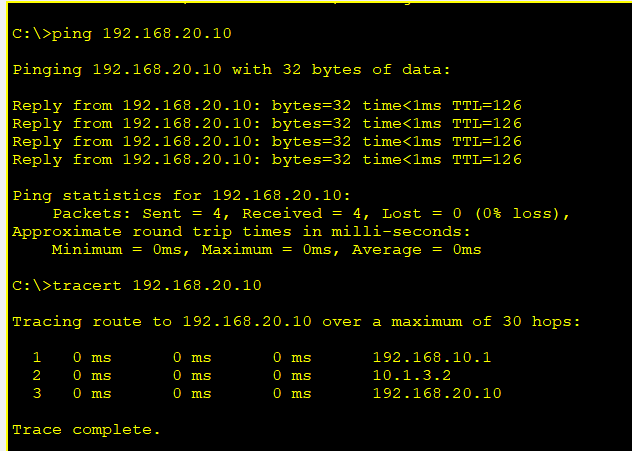 C:\>ping 192.168.20.10
Pinging 192.168.20.10 with 32 bytes of data:
Reply from 192.168.20.10: bytes=32 time<1ms TTL=126
Reply from 192.168.20.10: bytes=32 time<1ms TTL=126
Reply from 192.168.20.10: bytes=32 time<1ms TTL=126
Reply from 192.168.20.10: bytes=32 time<1ms TTL=126
Ping statistics for 192.168.20.10:
    Packets: Sent = 4, Received = 4, Lost = 0 (0% loss),
Approximate round trip times in milli-seconds:
    Minimum = 0ms, Maximum = 0ms, Average = 0ms
C:\>tracert 192.168.20.10
Tracing route to 192.168.20.10 over a maximum of 30 hops:
  1   0 ms      0 ms      0 ms      192.168.10.1
  2   0 ms      0 ms      0 ms      10.1.3.2
  3   0 ms      0 ms      0 ms      192.168.20.10
Trace complete.